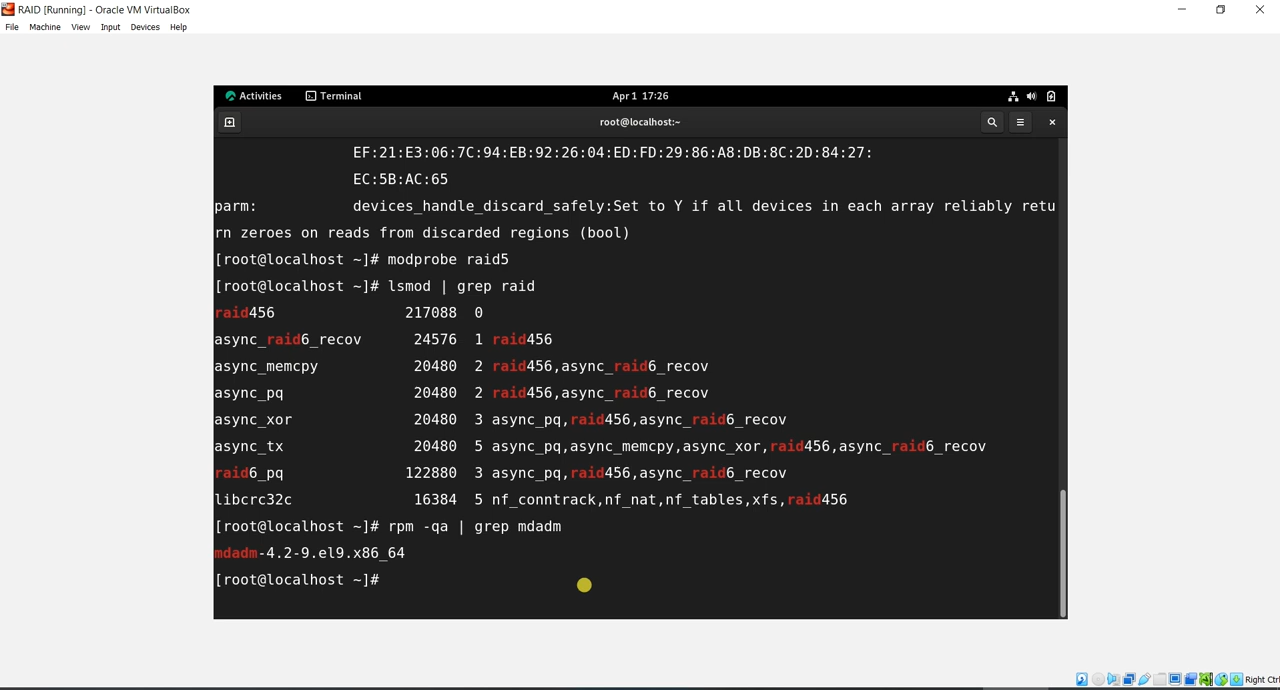 RAID [Running] - Oracle VM VirtualBox
File Machine View Input Devices Help
Activities Terminal Apr 1 17:26
root@localhost:~
EF:21:E3:06:7C:94:EB:92:26:04:ED:FD:29:86:A8:DB:8C:2D:84:27:
EC:5B:AC:65
parm: devices_handle_discard_safely:Set to Y if all devices in each array reliably retu
rn zeroes on reads from discarded regions (bool)
[root@localhost ~]# modprobe raid5
[root@localhost ~]# lsmod | grep raid
raid456 217088 0
async_raid6_recov 24576 1 raid456
async_memcpy 20480 2 raid456,async_raid6_recov
async_pq 20480 2 raid456,async_raid6_recov
async_xor 20480 3 async_pq,raid456,async_raid6_recov
async_tx 20480 5 async_pq,async_memcpy,async_xor,raid456,async_raid6_recov
raid6_pq 122880 3 async_pq,raid456,async_raid6_recov
libcrc32c 16384 5 nf_conntrack,nf_nat,nf_tables,xfs,raid456
[root@localhost ~]# rpm -qa | grep mdadm
mdadm-4.2-9.el9.x86_64
[root@localhost ~]#
Right Ctrl